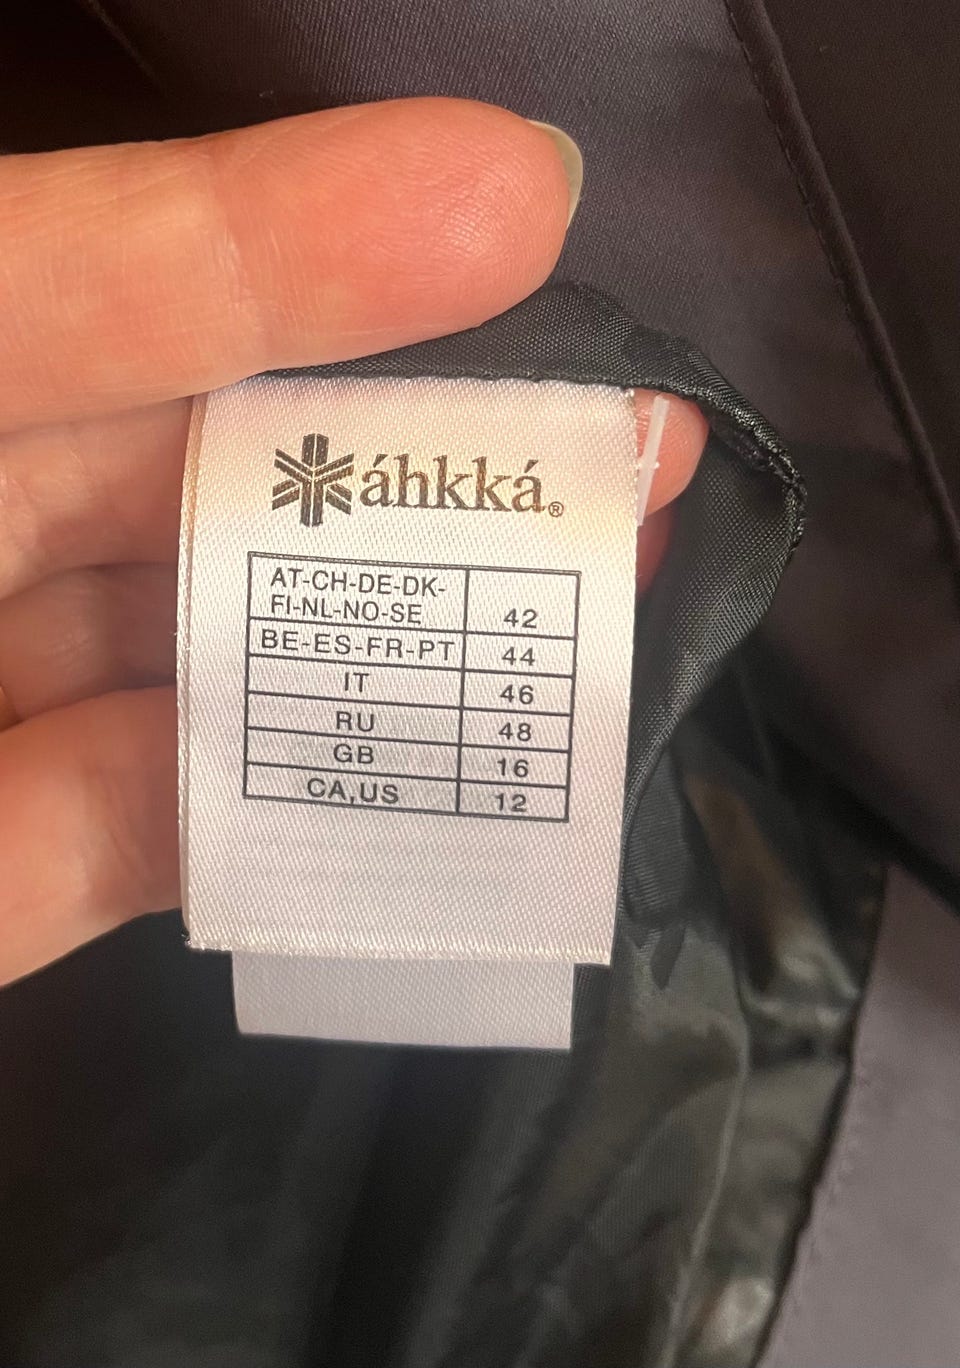 áhkká®
AT-CH-DE-DK-
FI-NL-NO-SE 42
BE-ES-FR-PT 44
IT 46
RU 48
GB 16
CA,US 12